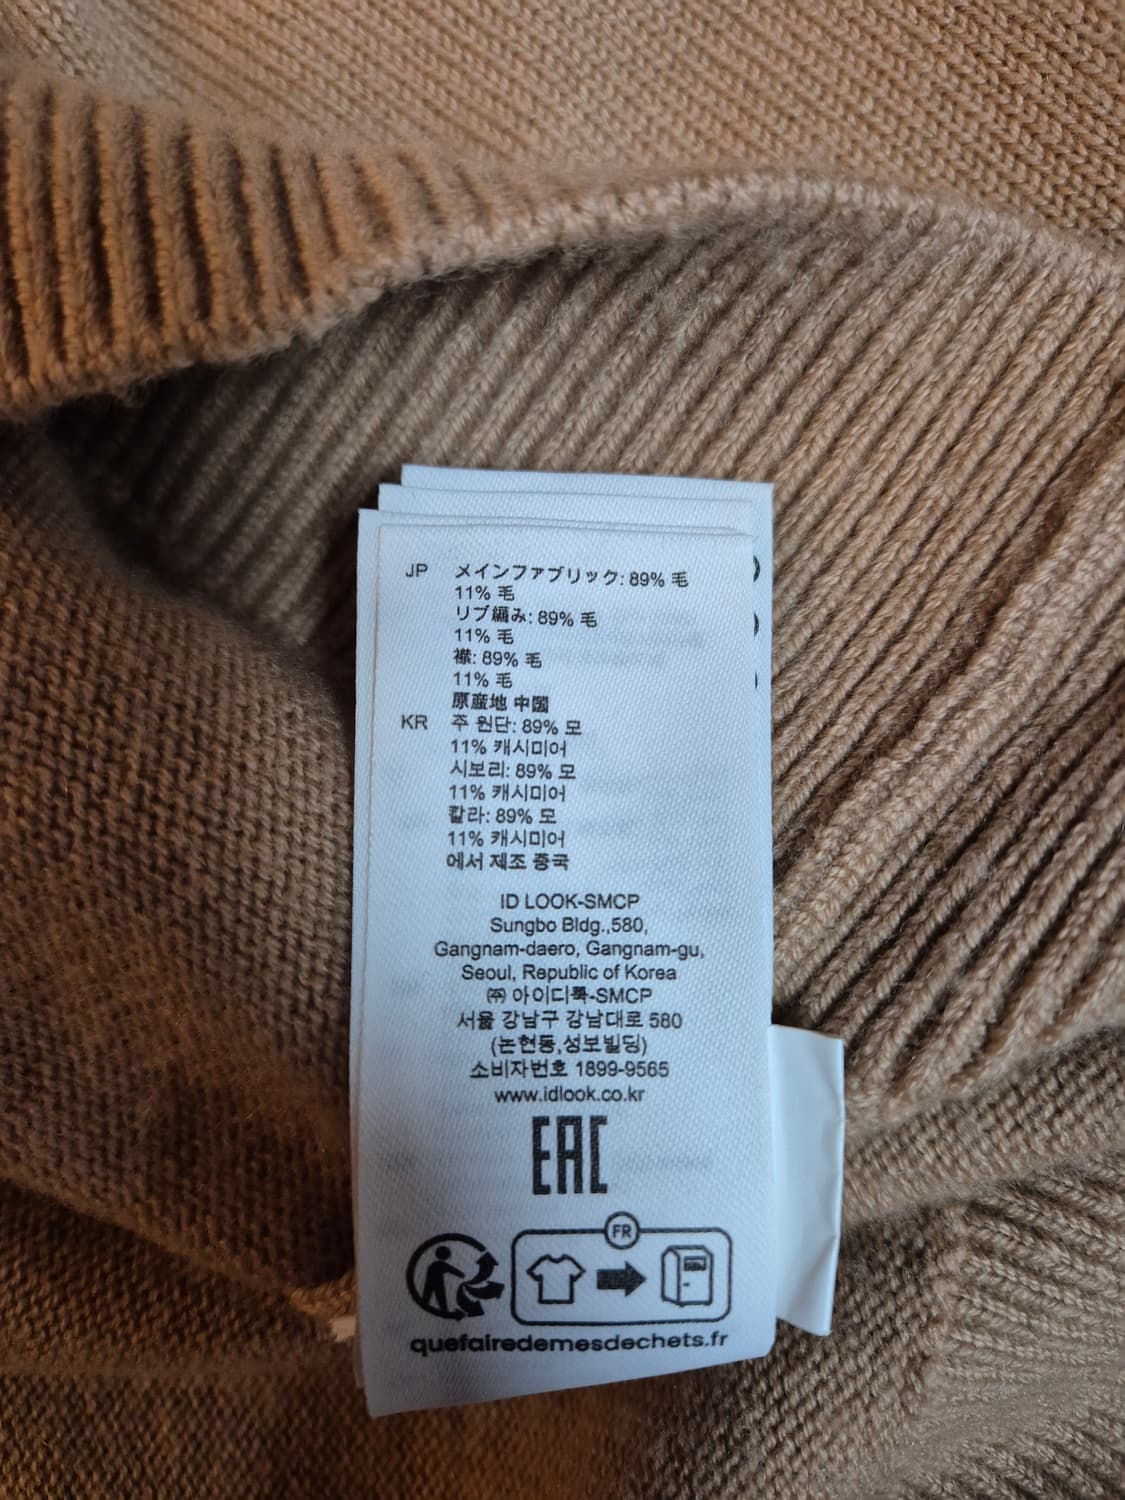 JP メインファブリック: 89% 毛
11% 毛
リブ編み: 89% 毛
11% 毛
襟: 89% 毛
11% 毛
原産地 中国
KR 주 원단: 89% 모
11% 캐시미어
시보리: 89% 모
11% 캐시미어
칼라: 89% 모
11% 캐시미어
에서 제조 중국
ID LOOK-SMCP
Sungbo Bldg.,580,
Gangnam-daero, Gangnam-gu,
Seoul, Republic of Korea
㈜ 아이디룩-SMCP
서울 강남구 강남대로 580
(논현동,성보빌딩)
소비자번호 1899-9565
www.idlook.co.kr
EAC
FR
quefairedemesdechets.fr